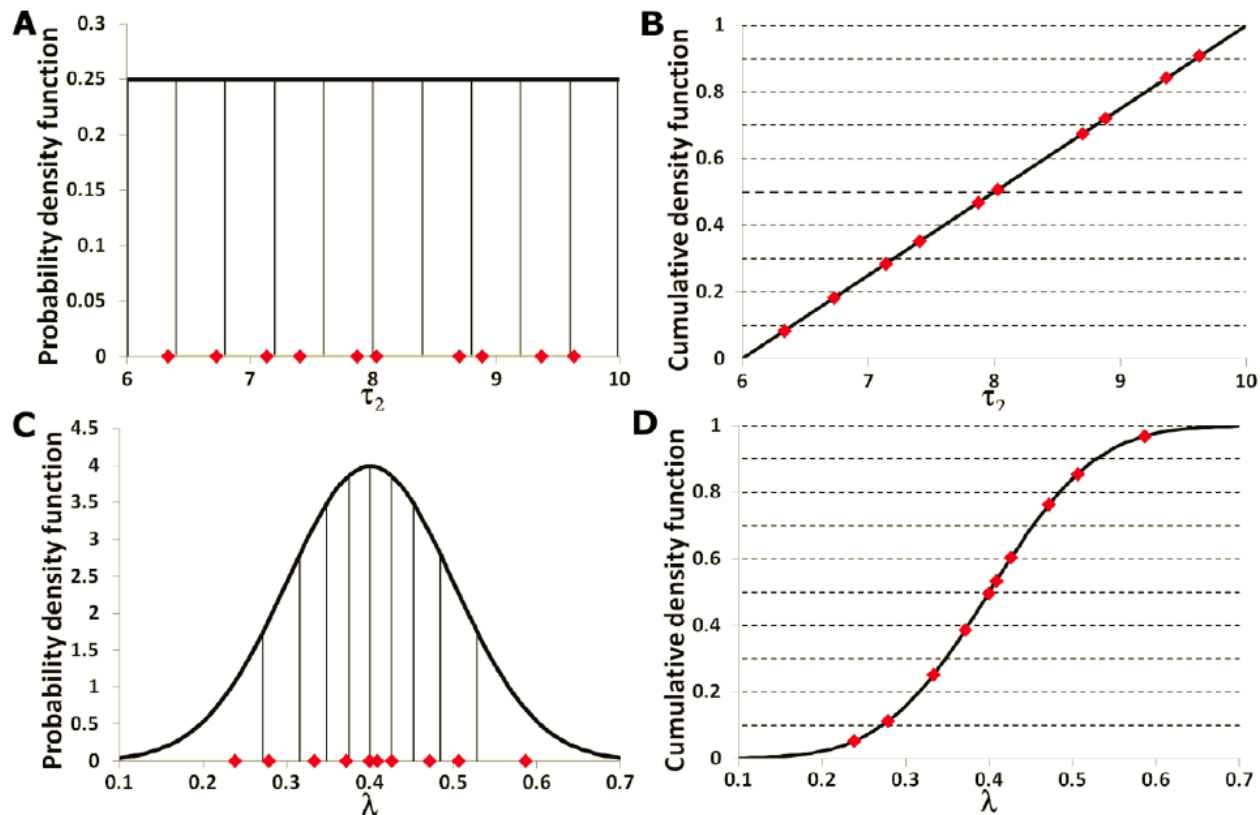 A
Probability density function
0.3
0.25
0.2
0.15
0.1
0.05
0
6 7 8 9 10
τ2
B
Cumulative density function
1
0.8
0.6
0.4
0.2
0
6 7 8 9 10
τ2
C
Probability density function
4.5
4
3.5
3
2.5
2
1.5
1
0.5
0
0.1 0.2 0.3 0.4 0.5 0.6 0.7
λ
D
Cumulative density function
1
0.8
0.6
0.4
0.2
0
0.1 0.2 0.3 0.4 0.5 0.6 0.7
λ